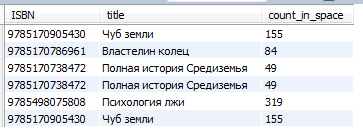 ISBN title count_in_space
9785170905430 Чуб земли 155
9785170786961 Властелин колец 84
9785170738472 Полная история Средиземья 49
9785170738472 Полная история Средиземья 49
9785498075808 Психология лжи 319
9785170905430 Чуб земли 155